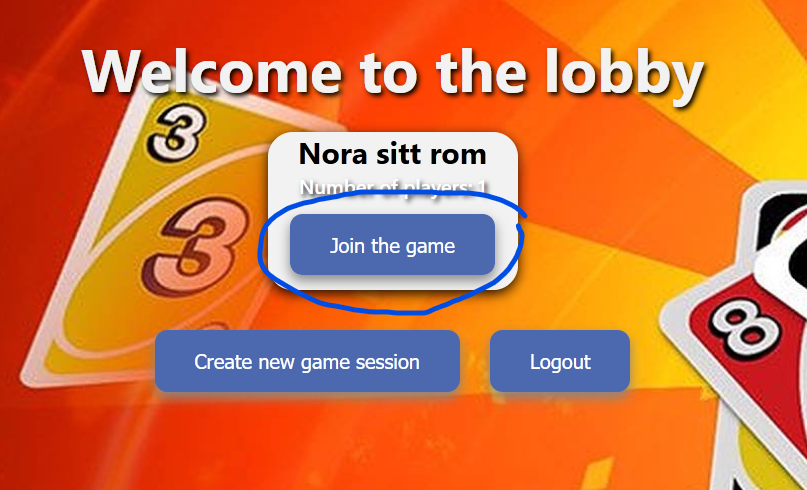 Welcome to the lobby
3
Nora sitt rom
Number of players: 1
3
Join the game
8
Create new game session
Logout